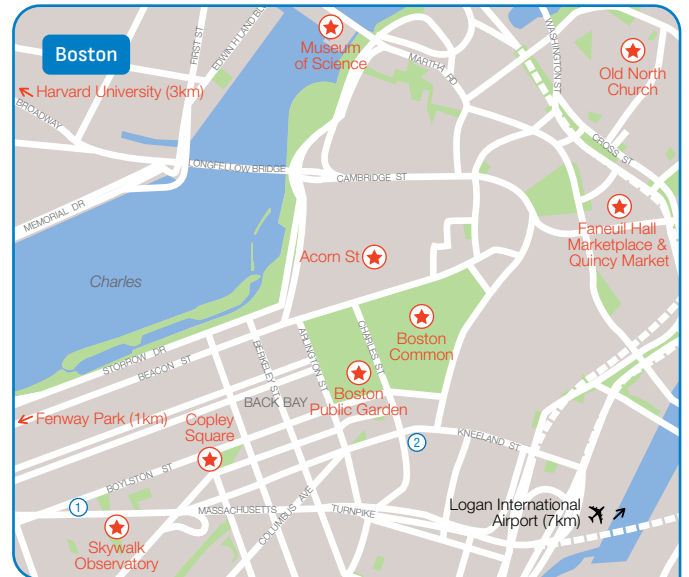 Boston
FIRST ST
EDWIN H LAND BL
Museum
of Science
MARTHA RD
WASHINGTON ST
Old North
Church
Harvard University (3km)
BROADWAY
CROSS ST
LONGFELLOW BRIDGE
CAMBRIDGE ST
MEMORIAL DR
Faneuil Hall
Marketplace &
Quincy Market
Acorn St
Charles
Boston
Common
STORROW DR
BEACON ST
BERKELEY ST
ARLINGTON ST
CHARLES ST
Boston
Public Garden
BACK BAY
Fenway Park (1km)
Copley
Square
2
KNEELAND ST
BOYLSTON ST
1
MASSACHUSETTS
TURNPIKE
COLUMBUS AVE
Logan International
Airport (7km)
Skywalk
Observatory